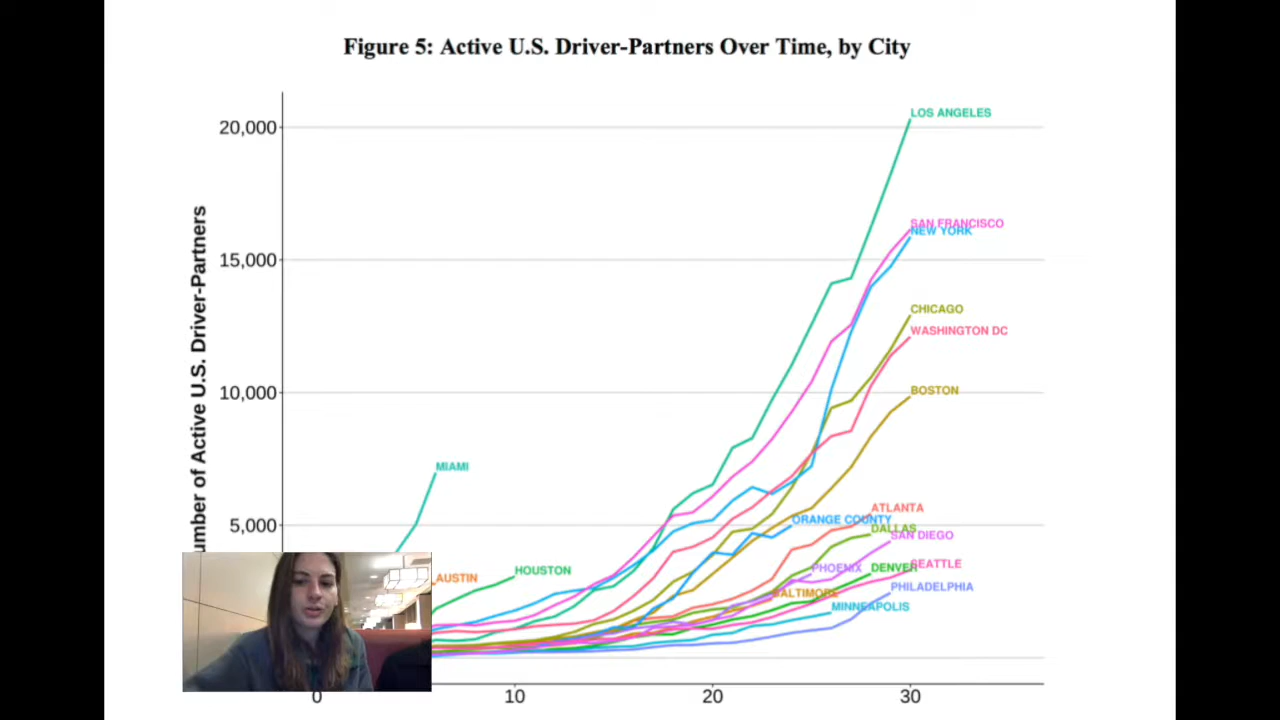 Figure 5: Active U.S. Driver-Partners Over Time, by City
umber of Active U.S. Driver-Partners
20,000
15,000
10,000
5,000
LOS ANGELES
SAN FRANCISCO
NEW YORK
CHICAGO
WASHINGTON DC
BOSTON
MIAMI
ATLANTA
ORANGE COUNTY
DALLAS
SAN DIEGO
SEATTLE
DENVER
PHOENIX
HOUSTON
AUSTIN
PHILADELPHIA
BALTIMORE
MINNEAPOLIS
0
10
20
30